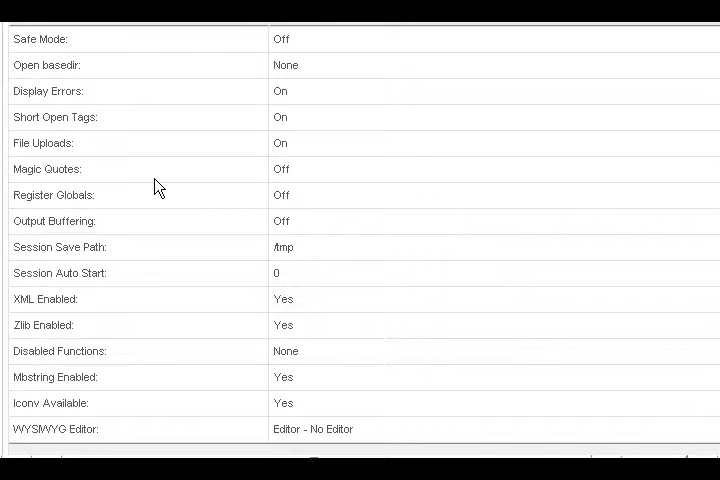 Safe Mode: Off
Open basedir: None
Display Errors: On
Short Open Tags: On
File Uploads: On
Magic Quotes: Off
Register Globals: Off
Output Buffering: Off
Session Save Path: /tmp
Session Auto Start: 0
XML Enabled: Yes
Zlib Enabled: Yes
Disabled Functions: None
Mbstring Enabled: Yes
Iconv Available: Yes
WYSIWYG Editor: Editor - No Editor